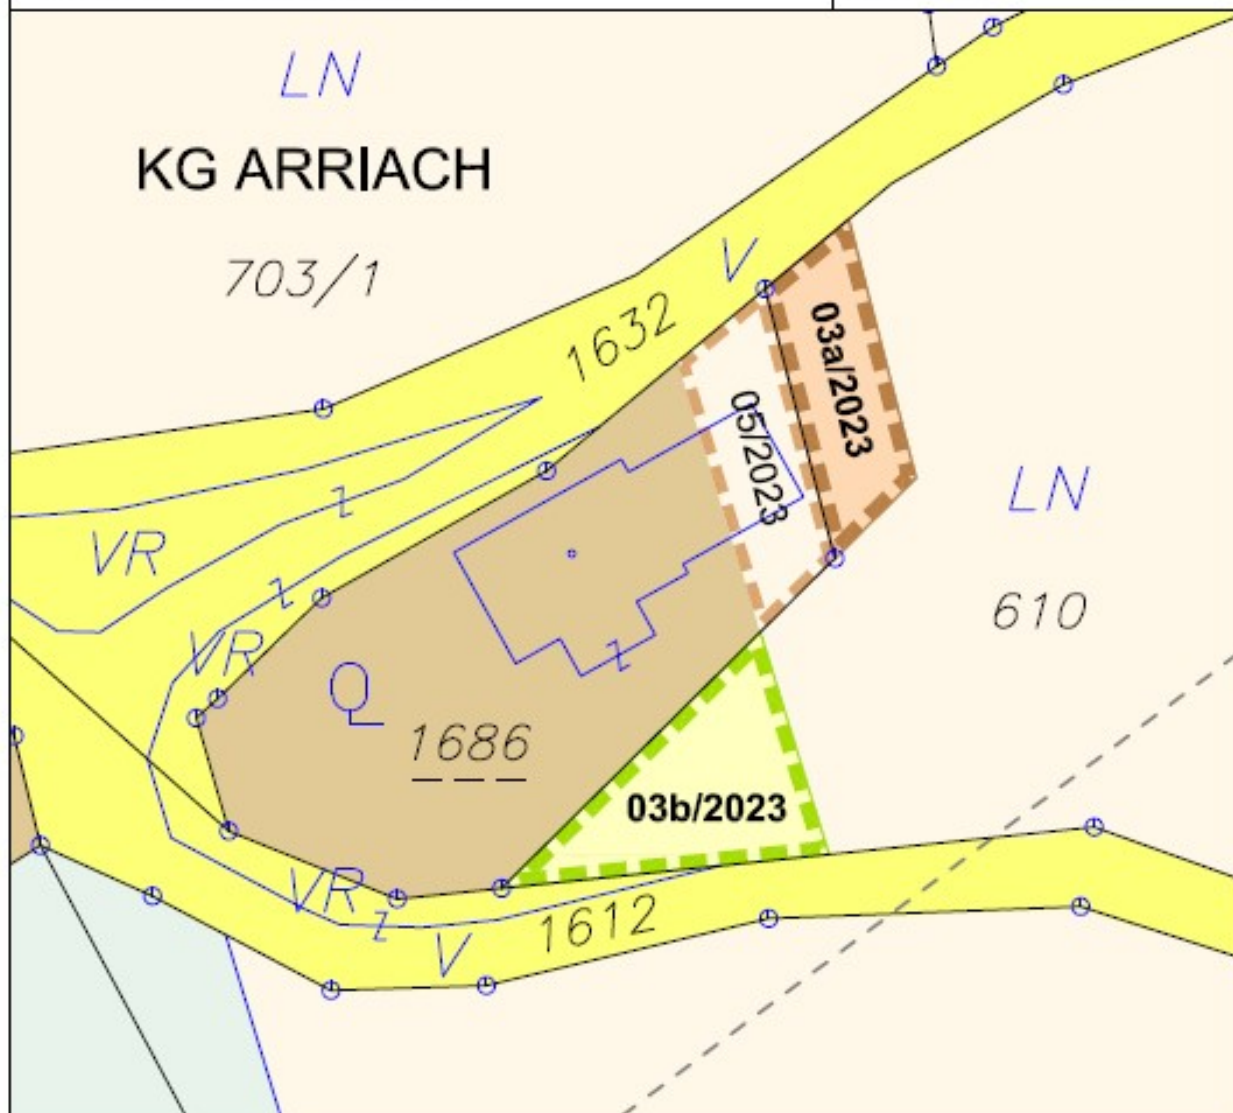 LN
KG ARRIACH
703/1
V
1632
03a/2023
05/2023
LN
VR
610
VR
Q
1686
03b/2023
VR
1612
V